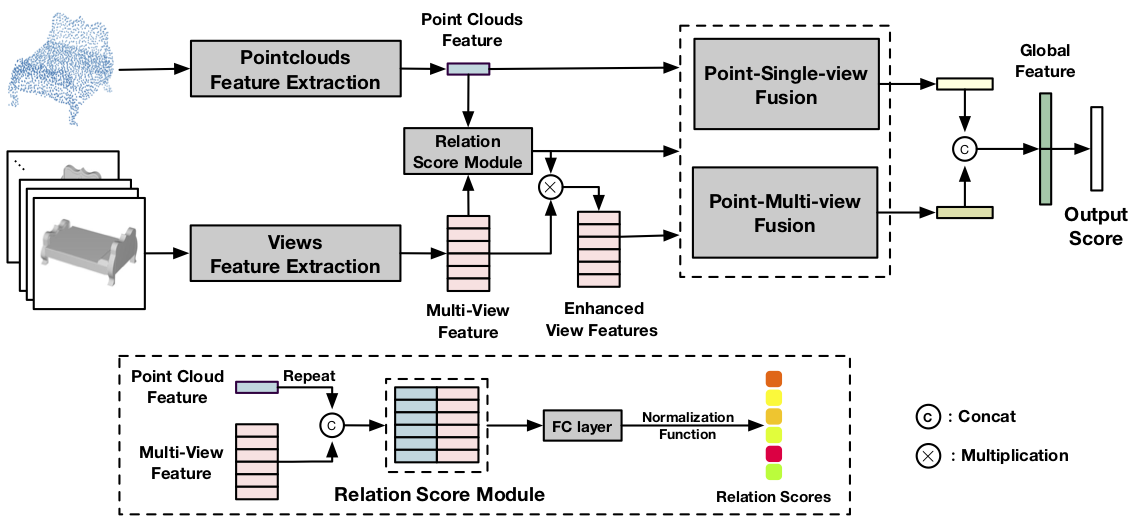 Pointclouds
Feature Extraction
Point Clouds
Feature
Relation
Score Module
Point-Single-view
Fusion
Point-Multi-view
Fusion
Global
Feature
C
Output
Score
Views
Feature Extraction
Multi-View
Feature
Enhanced
View Features
Point Cloud
Feature
Repeat
Multi-View
Feature
C
FC layer
Normalization
Function
Relation Score Module
Relation Scores
C : Concat
: Multiplication